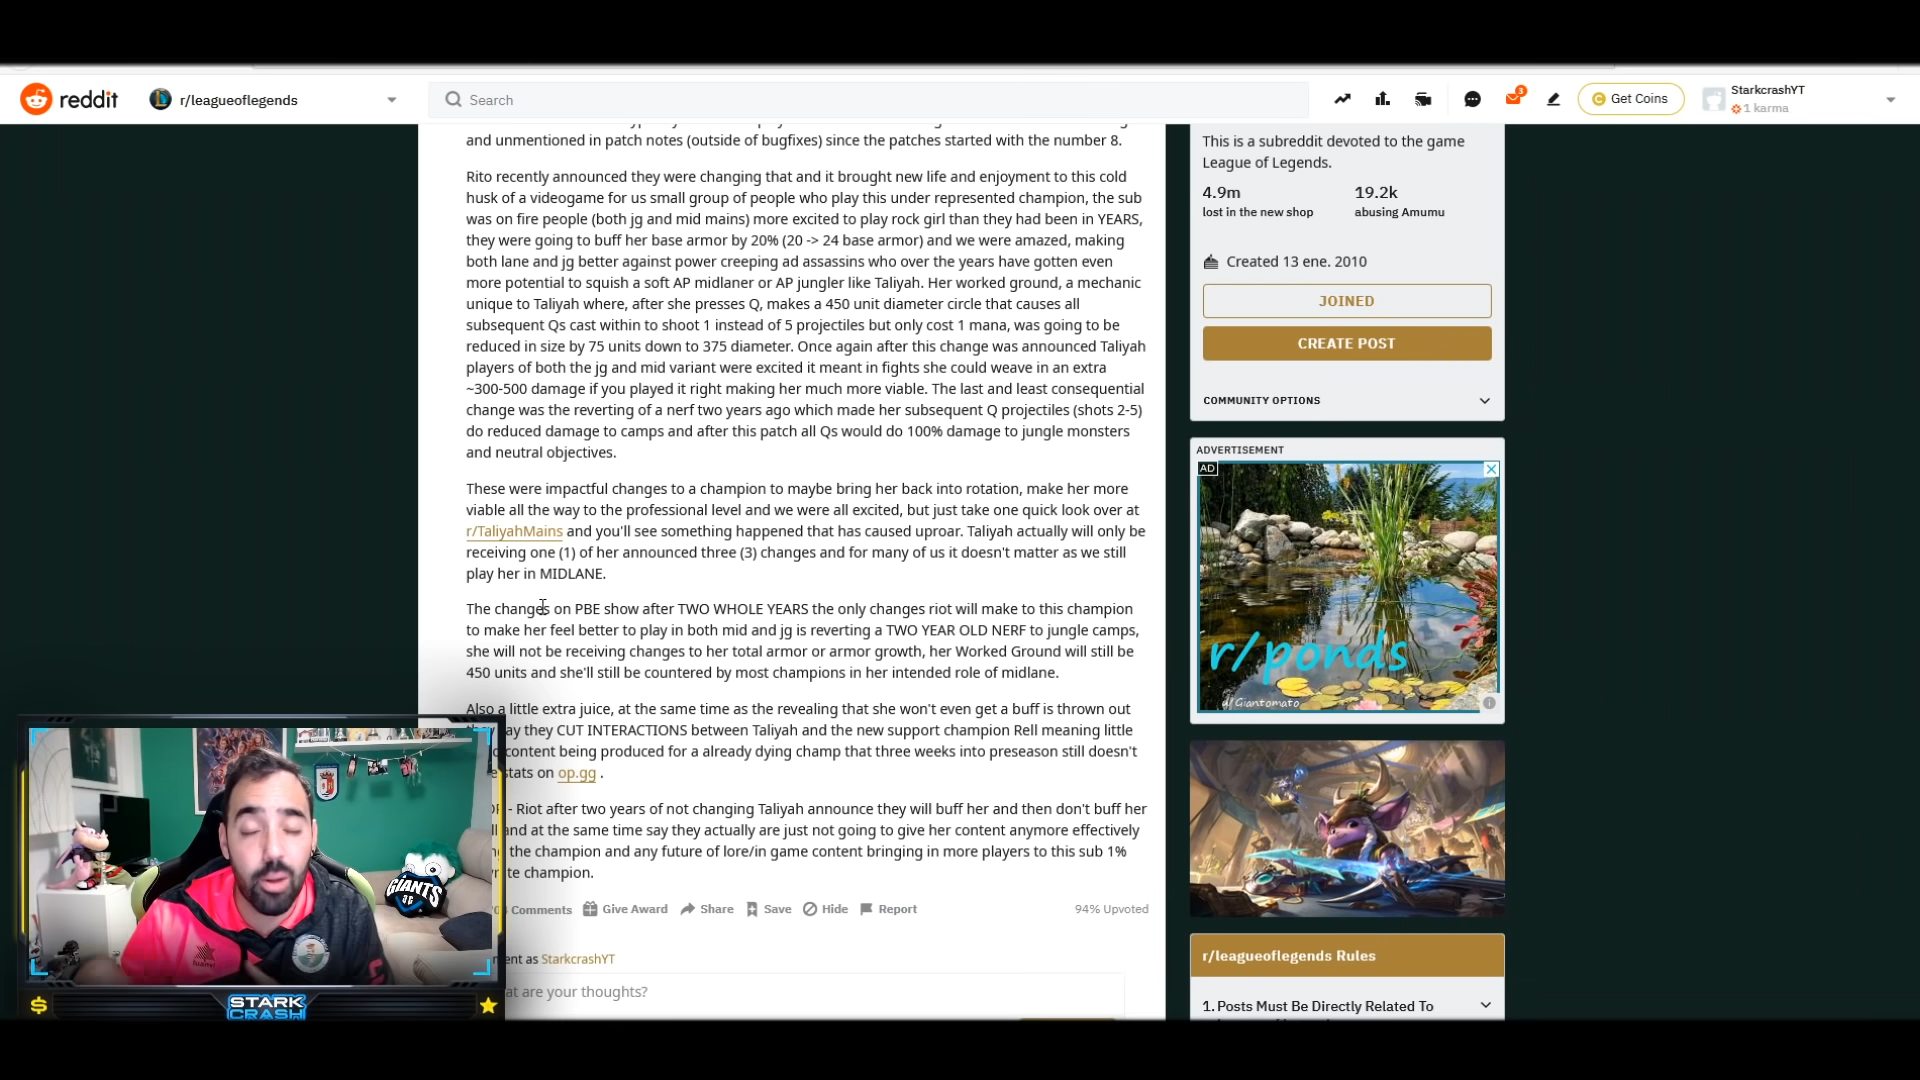 reddit
r/leagueoflegends
Search
3
Get Coins
StarkcrashYT
1 karma
and unmentioned in patch notes (outside of bugfixes) since the patches started with the number 8.
Rito recently announced they were changing that and it brought new life and enjoyment to this cold
husk of a videogame for us small group of people who play this under represented champion, the sub
was on fire people (both jg and mid mains) more excited to play rock girl than they had been in YEARS,
they were going to buff her base armor by 20% (20 -> 24 base armor) and we were amazed, making
both lane and jg better against power creeping ad assassins who over the years have gotten even
more potential to squish a soft AP midlaner or AP jungler like Taliyah. Her worked ground, a mechanic
unique to Taliyah where, after she presses Q, makes a 450 unit diameter circle that causes all
subsequent Qs cast within to shoot 1 instead of 5 projectiles but only cost 1 mana, was going to be
reduced in size by 75 units down to 375 diameter. Once again after this change was announced Taliyah
players of both the jg and mid variant were excited it meant in fights she could weave in an extra
~300-500 damage if you played it right making her much more viable. The last and least consequential
change was the reverting of a nerf two years ago which made her subsequent Q projectiles (shots 2-5)
do reduced damage to camps and after this patch all Qs would do 100% damage to jungle monsters
and neutral objectives.
These were impactful changes to a champion to maybe bring her back into rotation, make her more
viable all the way to the professional level and we were all excited, but just take one quick look over at
r/TaliyahMains and you'll see something happened that has caused uproar. Taliyah actually will only be
receiving one (1) of her announced three (3) changes and for many of us it doesn't matter as we still
play her in MIDLANE.
The changes on PBE show after TWO WHOLE YEARS the only changes riot will make to this champion
to make her feel better to play in both mid and jg is reverting a TWO YEAR OLD NERF to jungle camps,
she will not be receiving changes to her total armor or armor growth, her Worked Ground will still be
450 units and she'll still be countered by most champions in her intended role of midlane.
Also a little extra juice, at the same time as the revealing that she won't even get a buff is thrown out
they say they CUT INTERACTIONS between Taliyah and the new support champion Rell meaning little
content being produced for a already dying champ that three weeks into preseason still doesn't
stats on op.gg .
- Riot after two years of not changing Taliyah announce they will buff her and then don't buff her
and at the same time say they actually are just not going to give her content anymore effectively
the champion and any future of lore/in game content bringing in more players to this sub 1%
champion.
Comments Give Award Share Save Hide Report 94% Upvoted
as StarkcrashYT
are your thoughts?
This is a subreddit devoted to the game
League of Legends.
4.9m 19.2k
lost in the new shop abusing Amumu
Created 13 ene. 2010
JOINED
CREATE POST
COMMUNITY OPTIONS
ADVERTISEMENT
AD
r/ponds
u/Giantomato
r/leagueoflegends Rules
1. Posts Must Be Directly Related To
GIANTS
$
STARK
CRASH